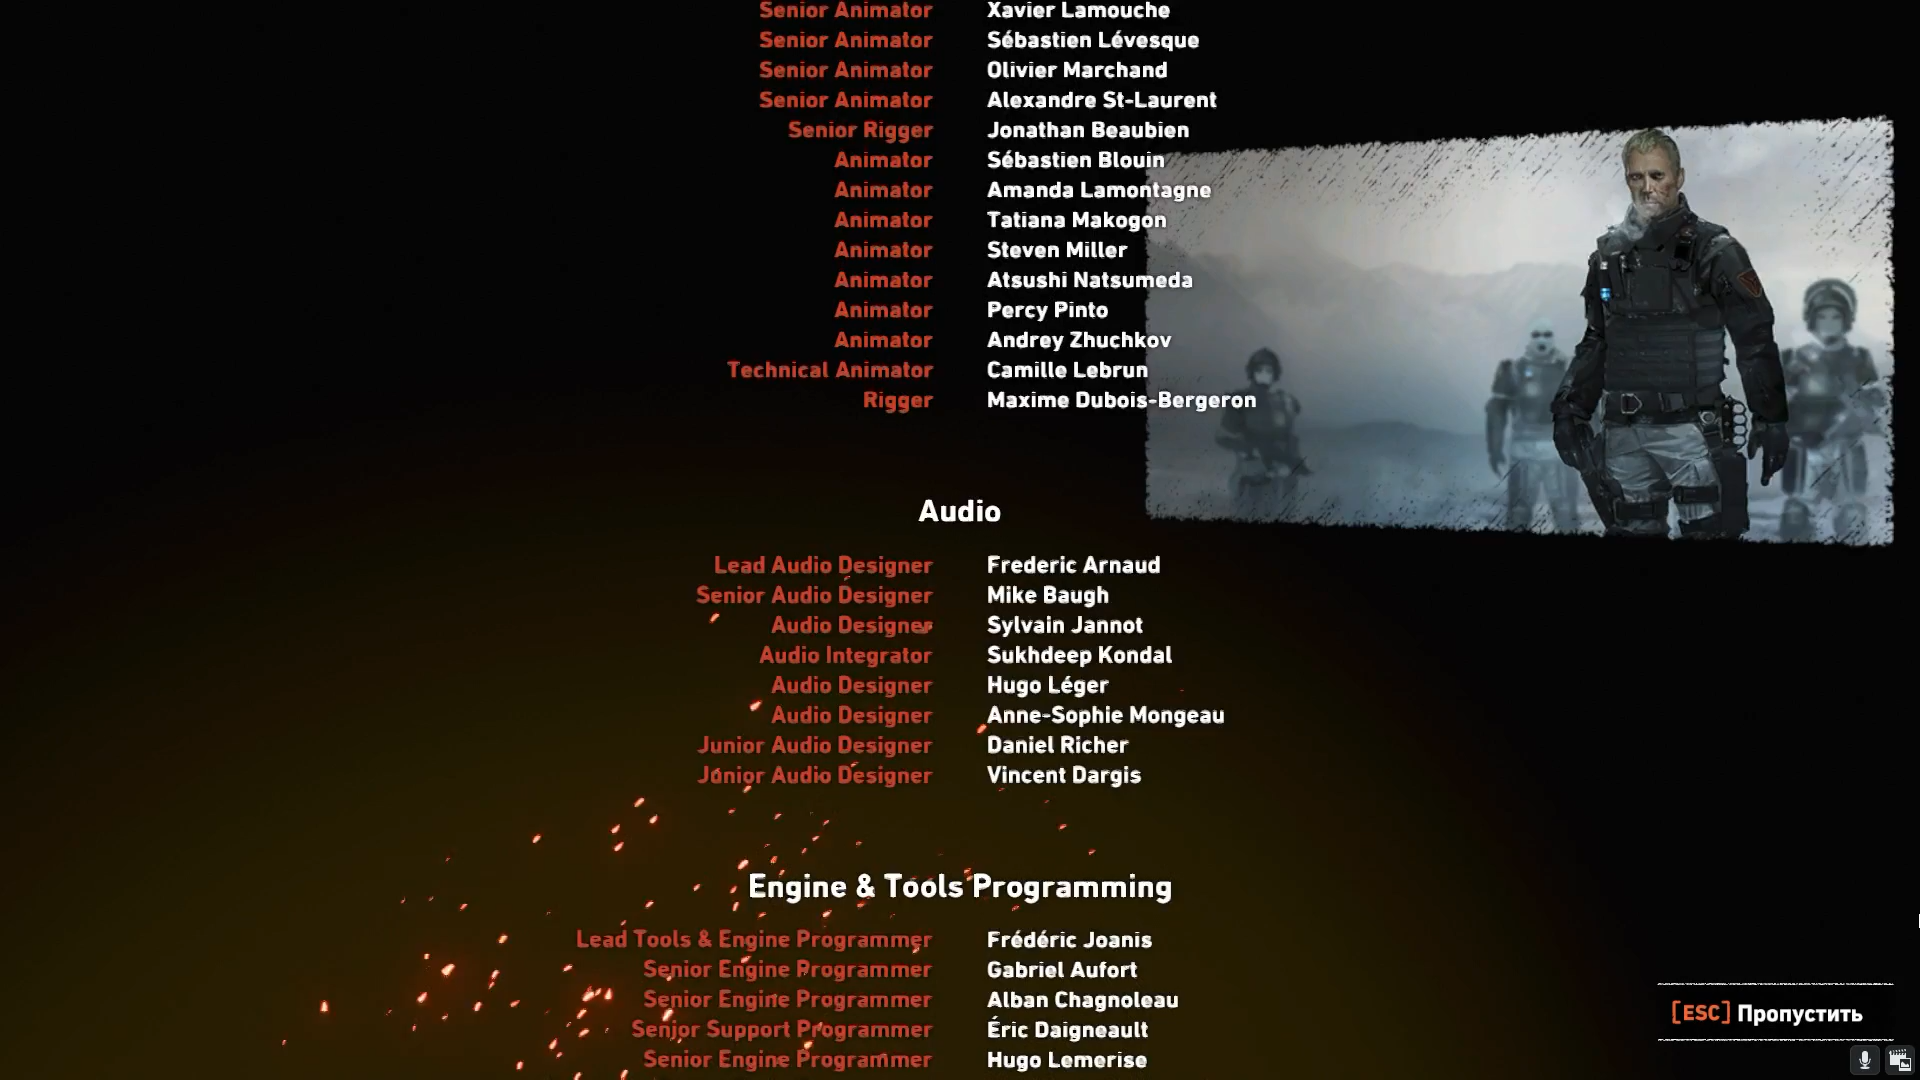 Senior Animator Xavier Lamouche
Senior Animator Sébastien Lévesque
Senior Animator Olivier Marchand
Senior Animator Alexandre St-Laurent
Senior Rigger Jonathan Beaubien
Animator Sébastien Blouin
Animator Amanda Lamontagne
Animator Tatiana Makogon
Animator Steven Miller
Animator Atsushi Natsumeda
Animator Percy Pinto
Animator Andrey Zhuchkov
Technical Animator Camille Lebrun
Rigger Maxime Dubois-Bergeron
Audio
Lead Audio Designer Frederic Arnaud
Senior Audio Designer Mike Baugh
Audio Designer Sylvain Jannot
Audio Integrator Sukhdeep Kondal
Audio Designer Hugo Léger
Audio Designer Anne-Sophie Mongeau
Junior Audio Designer Daniel Richer
Junior Audio Designer Vincent Dargis
Engine & Tools Programming
Lead Tools & Engine Programmer Frédéric Joanis
Senior Engine Programmer Gabriel Aufort
Senior Engine Programmer Alban Chagnoleau
Senior Support Programmer Éric Daigneault
Senior Engine Programmer Hugo Lemerise
[ESC] Пропустить